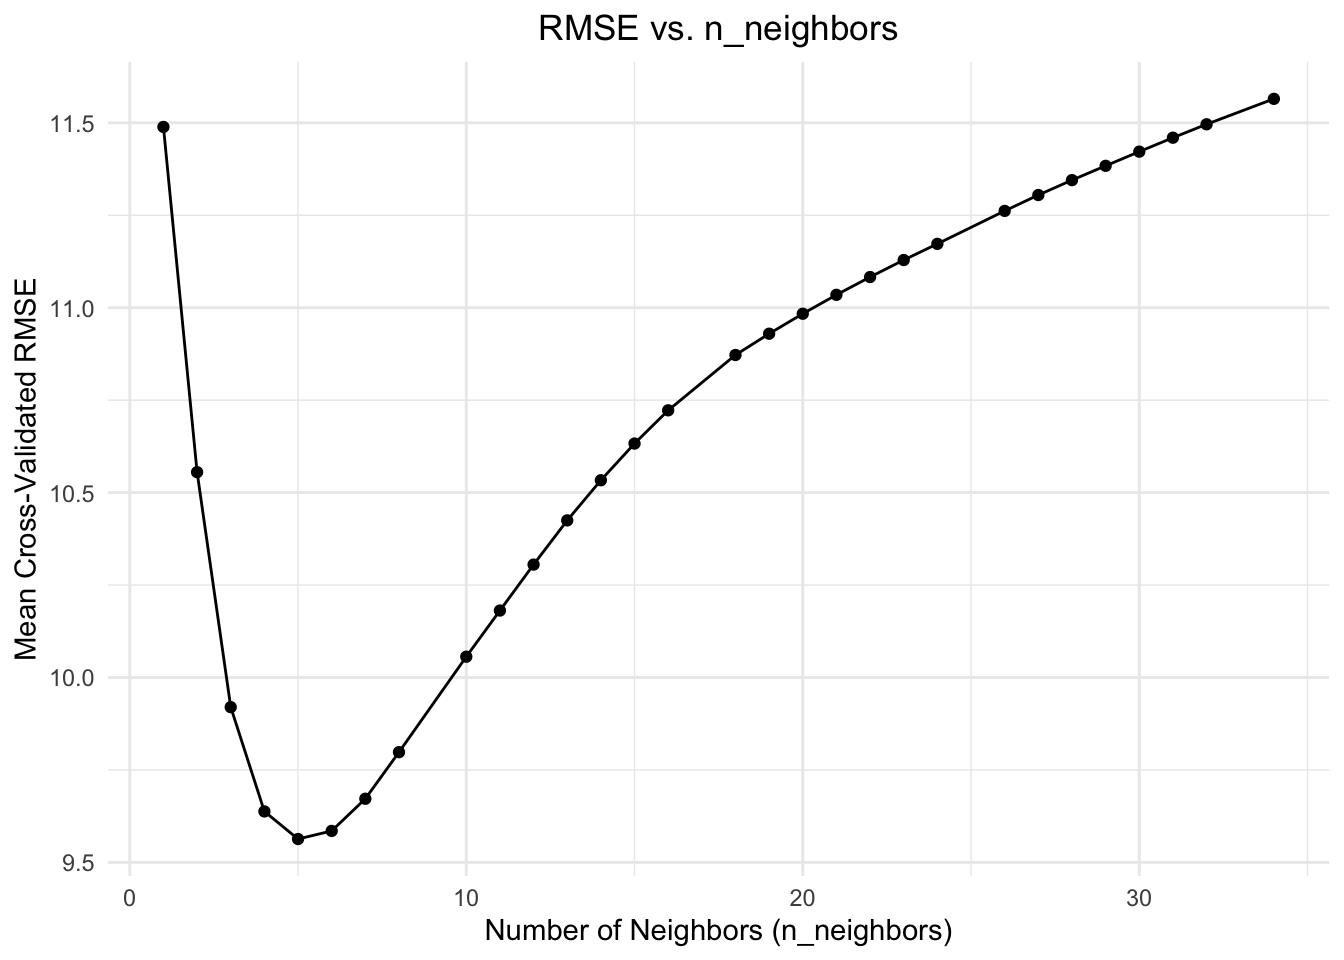 RMSE vs. n_neighbors
Mean Cross-Validated RMSE
11.5
11.0
10.5
10.0
9.5
0 10 20 30
Number of Neighbors (n_neighbors)